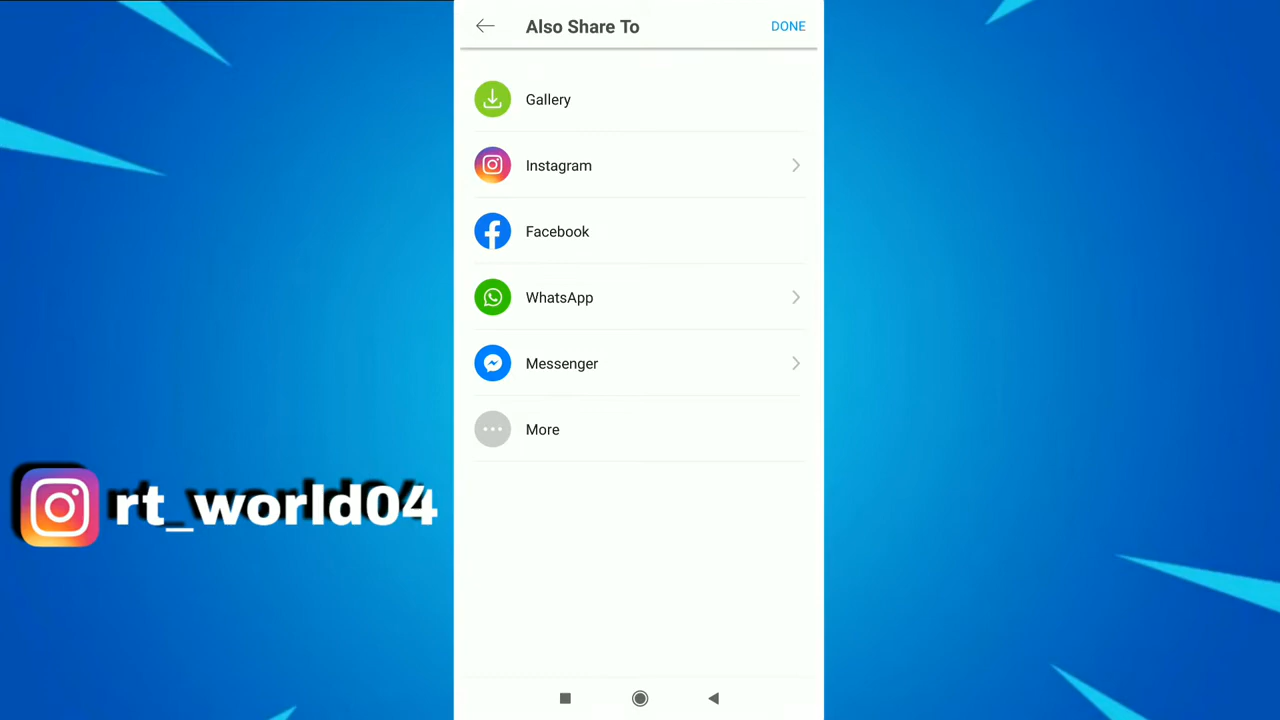 Also Share To
DONE
Gallery
Instagram
Facebook
WhatsApp
Messenger
More
rt_world04